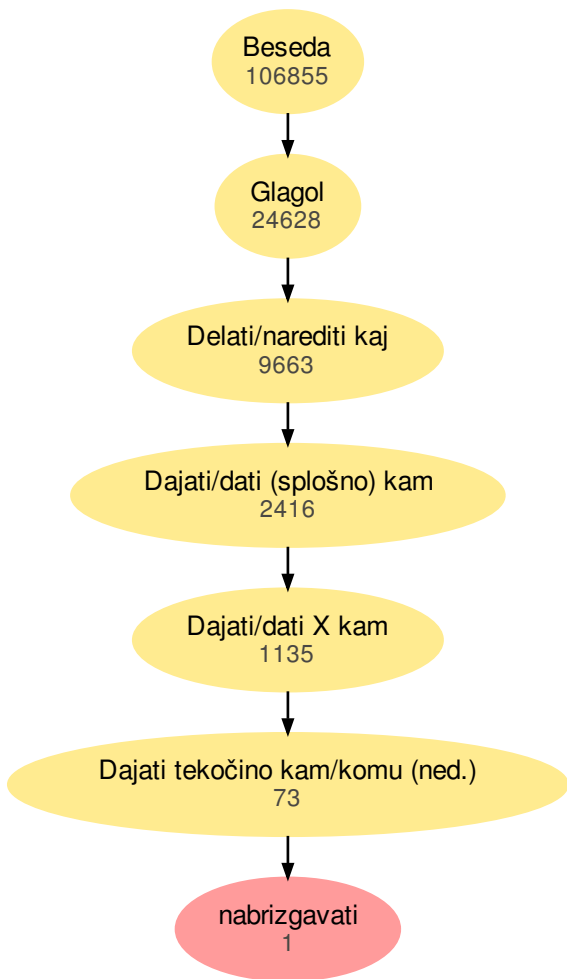 Beseda
106855
Glagol
24628
Delati/narediti kaj
9663
Dajati/dati (splošno) kam
2416
Dajati/dati X kam
1135
Dajati tekočino kam/komu (ned.)
73
nabrizgavati
1